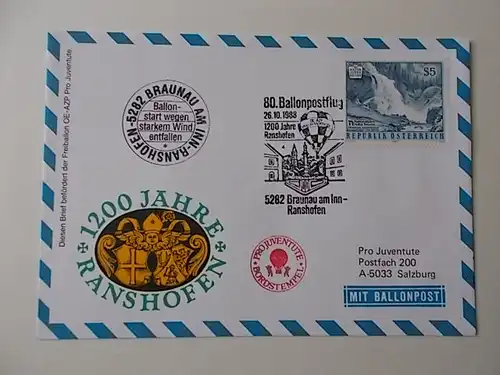 Diesen Brief befördert der Freiballon OE-AZP Pro Juventute
5282 BRAUNAU AM INN-RANSHOFEN-
Ballon-
start wegen
starkem Wind
entfallen
80. Ballonpostflug
26.10.1988
1200 Jahre
Ranshofen
5282 Braunau am Inn-
Ranshofen
S5
REPUBLIK ÖSTERREICH
1200 JAHRE
RANSHOFEN
PRO JUVENTUTE
BORDSTEMPEL
Pro Juventute
Postfach 200
A-5033 Salzburg
MIT BALLONPOST